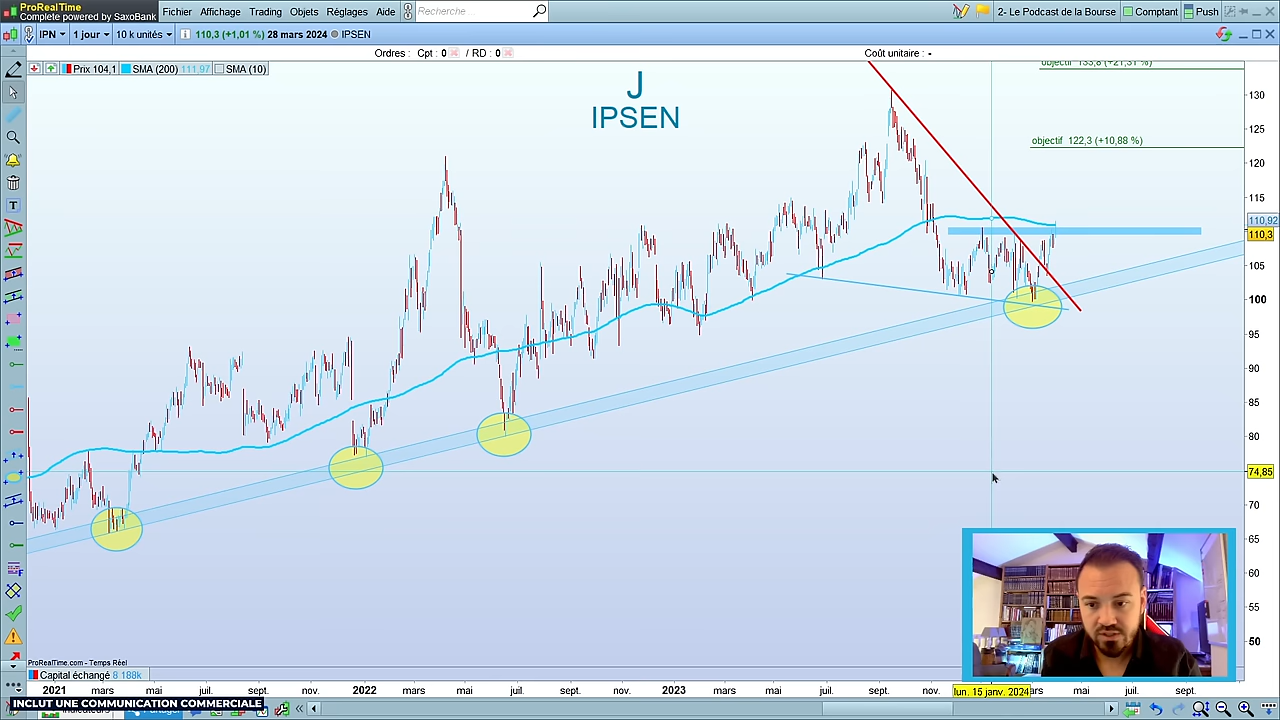 ProRealTime
Complete powered by SaxoBank
Fichier Affichage Trading Objets Réglages Aide
Recherche
2- Le Podcast de la Bourse
Comptant
Push
IPN
1 jour
10 k unités
110,3 (+1,01 %) 28 mars 2024
IPSEN
Ordres : Cpt : 0 / RD : 0
Coût unitaire : -
Prix 104,1
SMA (200) 111,97
SMA (10)
J
IPSEN
objectif 133,8 (+21,31 %)
objectif 122,3 (+10,88 %)
130
125
120
115
110,92
110,3
105
100
95
90
85
80
74,85
70
65
60
55
50
ProRealTime.com - Temps Réel
Capital échangé 8 188k
2021 mars mai juil. sept. nov. 2022 mars mai juil. sept. nov. 2023 mars mai juil. sept. nov. lun. 15 janv. 2024 mai juil. sept.
INCLUT UNE COMMUNICATION COMMERCIALE